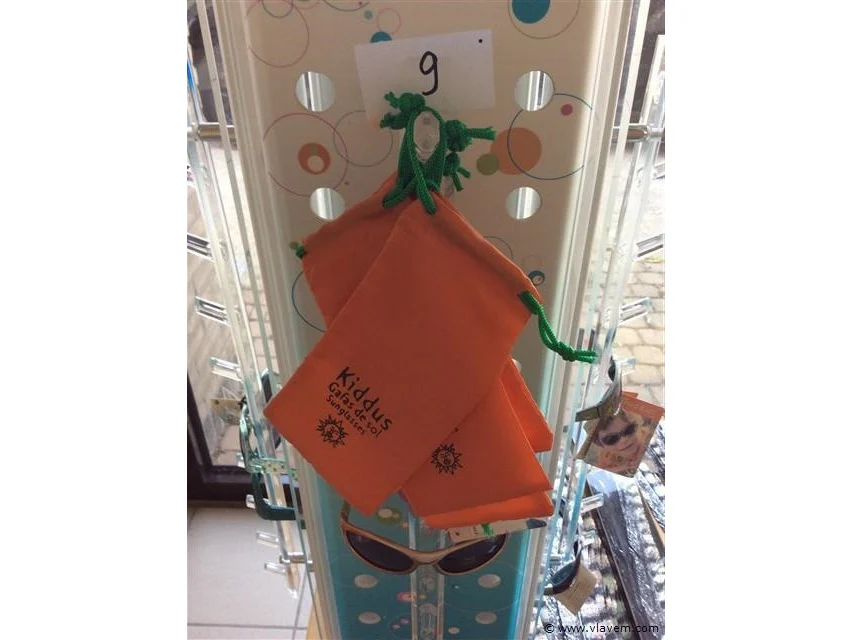 9
Kiddus
Gafas de sol
Sunglasses
© www.vlavem.com